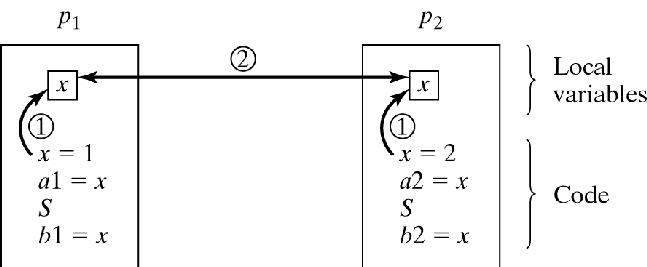 p1 p2
②
x x
Local
variables
① ①
x = 1 x = 2
a1 = x a2 = x
Code
S S
b1 = x b2 = x